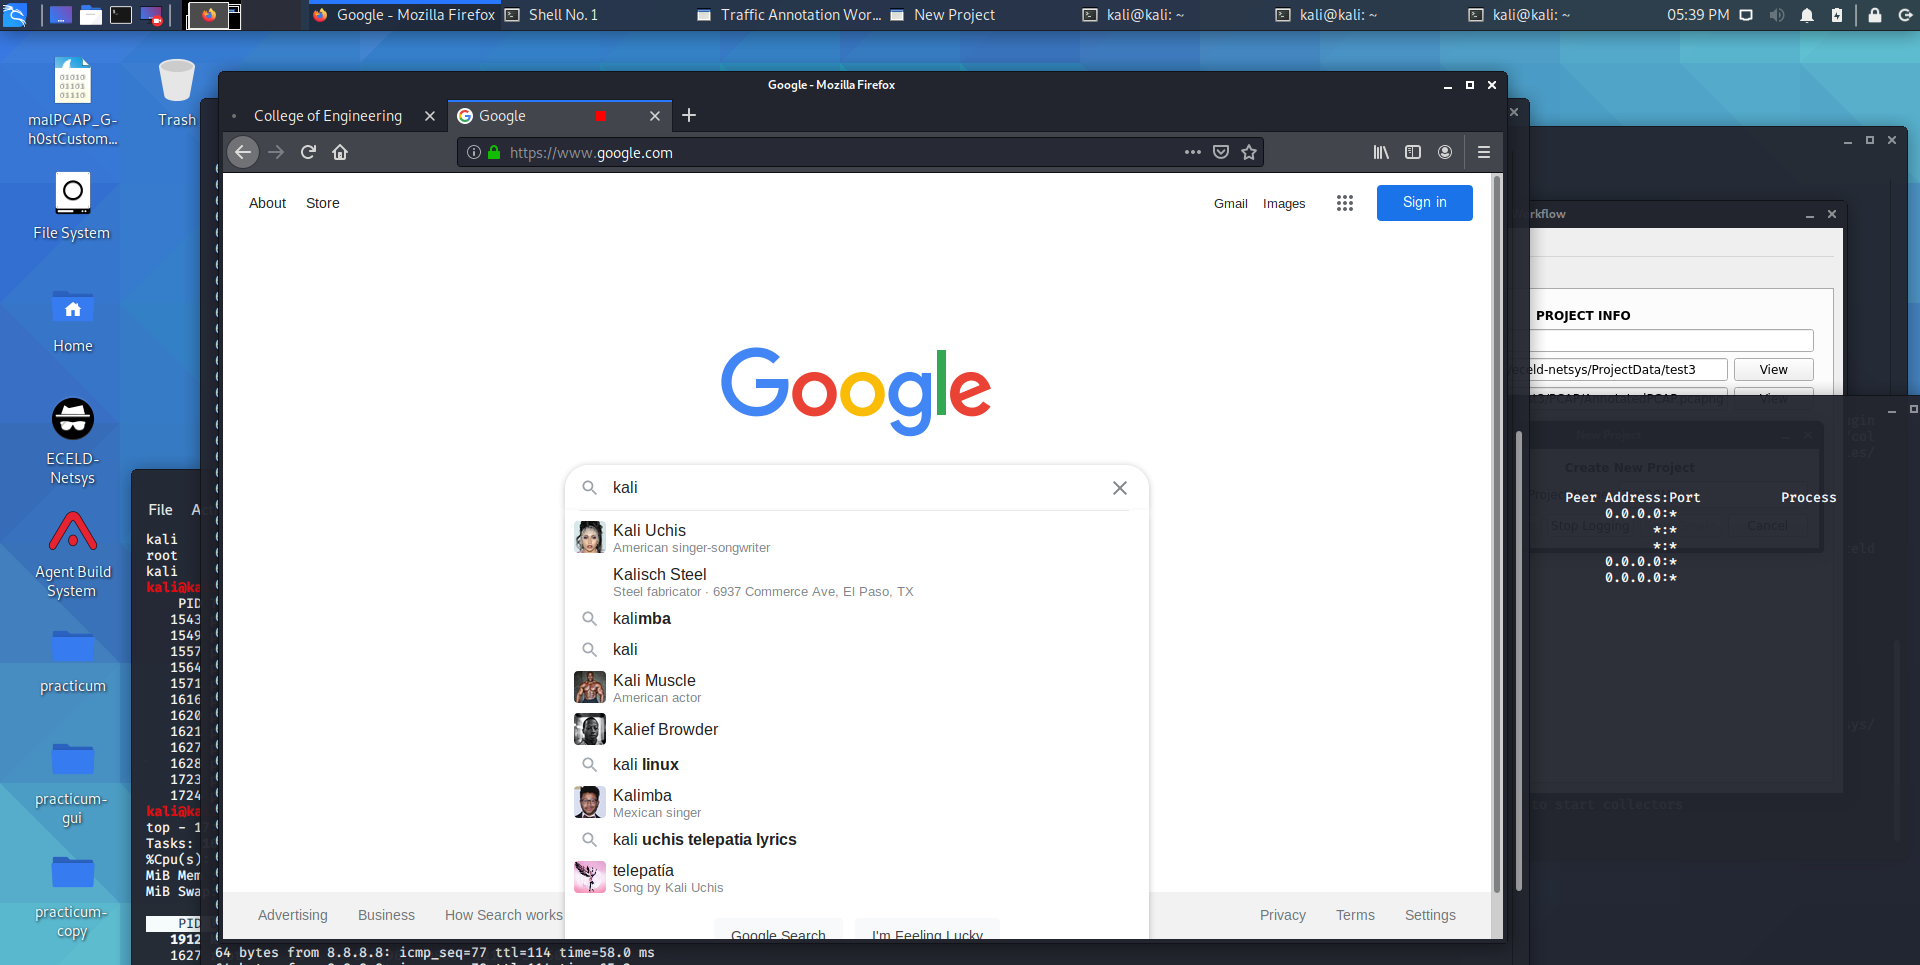 Google - Mozilla Firefox
Shell No. 1
Traffic Annotation Wor...
New Project
kali@kali: ~
kali@kali: ~
kali@kali: ~
05:39 PM
malPCAP_G-
h0stCustom...
Trash
File System
Home
ECELD-
Netsys
Agent Build
System
practicum
practicum-
gui
practicum-
copy
Google - Mozilla Firefox
College of Engineering
Google
https://www.google.com
About
Store
Gmail
Images
Sign in
Google
kali
Kali Uchis
American singer-songwriter
Kalisch Steel
Steel fabricator · 6937 Commerce Ave, El Paso, TX
kalimba
kali
Kali Muscle
American actor
Kalief Browder
kali linux
Kalimba
Mexican singer
kali uchis telepatia lyrics
telepatía
Song by Kali Uchis
Google Search
I'm Feeling Lucky
Advertising
Business
How Search works
Privacy
Terms
Settings
File
kali
root
kali
kali@ka
PID
1543
1549
1557
1564
1571
1616
1620
1621
1627
1628
1723
1724
kali@ka
top - 1
Tasks:
%Cpu(s)
MiB Mem
MiB Swa
PID
1912
1627
64 bytes from 8.8.8.8: icmp_seq=77 ttl=114 time=58.0 ms
orkflow
PROJECT INFO
eceld-netsys/ProjectData/test3
View
t3/PCAP/AnnotatedPCAP.pcapng
View
Create New Project
Stop Logging
Cancel
Peer Address:Port Process
0.0.0.0:*
*:*
*:*
0.0.0.0:*
0.0.0.0:*
to start collectors